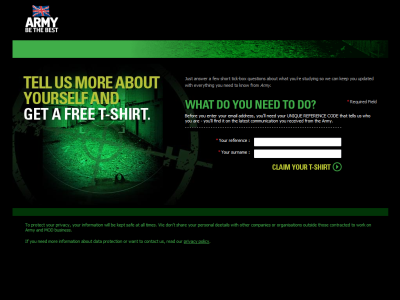 ARMY
BE THE BEST
TELL US MORE ABOUT
YOURSELF AND
GET A FREE T-SHIRT.
Just answer a few short tick-box questions about what you're studying so we can keep you updated
with everything you need to know from Army.
WHAT DO YOU NEED TO DO?
* Required Field
Before you enter your email address, you'll need your UNIQUE REFERENCE CODE that tells us who
you are - you'll find it on the latest communication you received from the Army.
* Your reference :
* Your surname :
CLAIM YOUR T-SHIRT
To protect your privacy, your information will be kept safe at all times. We don't share your personal details with other companies or organisations outside those contracted to work on
Army and MOD business.
If you need more information about data protection or want to contact us, read our privacy policy.